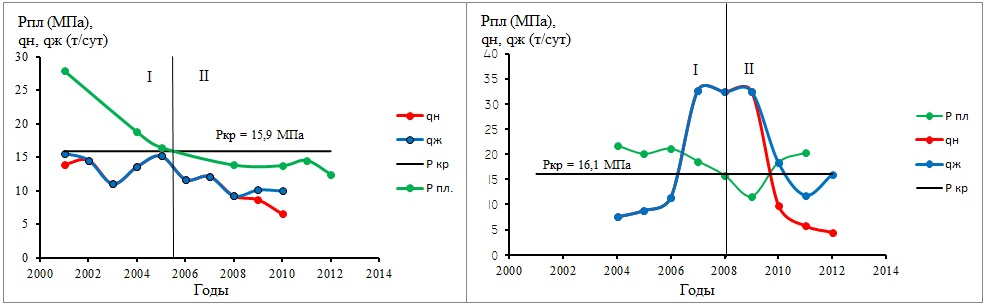 Рпл (МПа),
qн, qж (т/сут)
30
25
20
15
10
5
0
I
II
Ркр = 15,9 МПа
2000
2002
2004
2006
2008
2010
2012
2014
Годы
qн
qж
Р кр
Р пл.
Рпл (МПа),
qн, qж (т/сут)
40
35
30
25
20
15
10
5
0
I
II
Ркр = 16,1 МПа
2000
2002
2004
2006
2008
2010
2012
2014
Годы
Р пл
qн
qж
Р кр